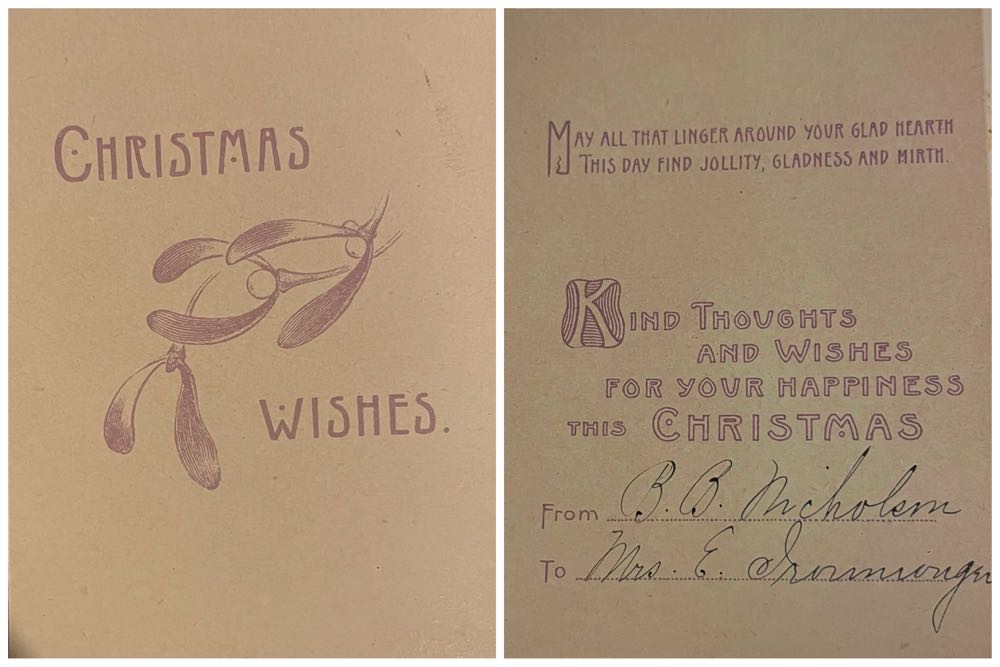 CHRISTMAS
WISHES.
MAY ALL THAT LINGER AROUND YOUR GLAD HEARTH
THIS DAY FIND JOLLITY, GLADNESS AND MIRTH.
KIND THOUGHTS
AND WISHES
FOR YOUR HAPPINESS
THIS CHRISTMAS
From B. B. Nicholson
To Mrs. E. Ironmonger